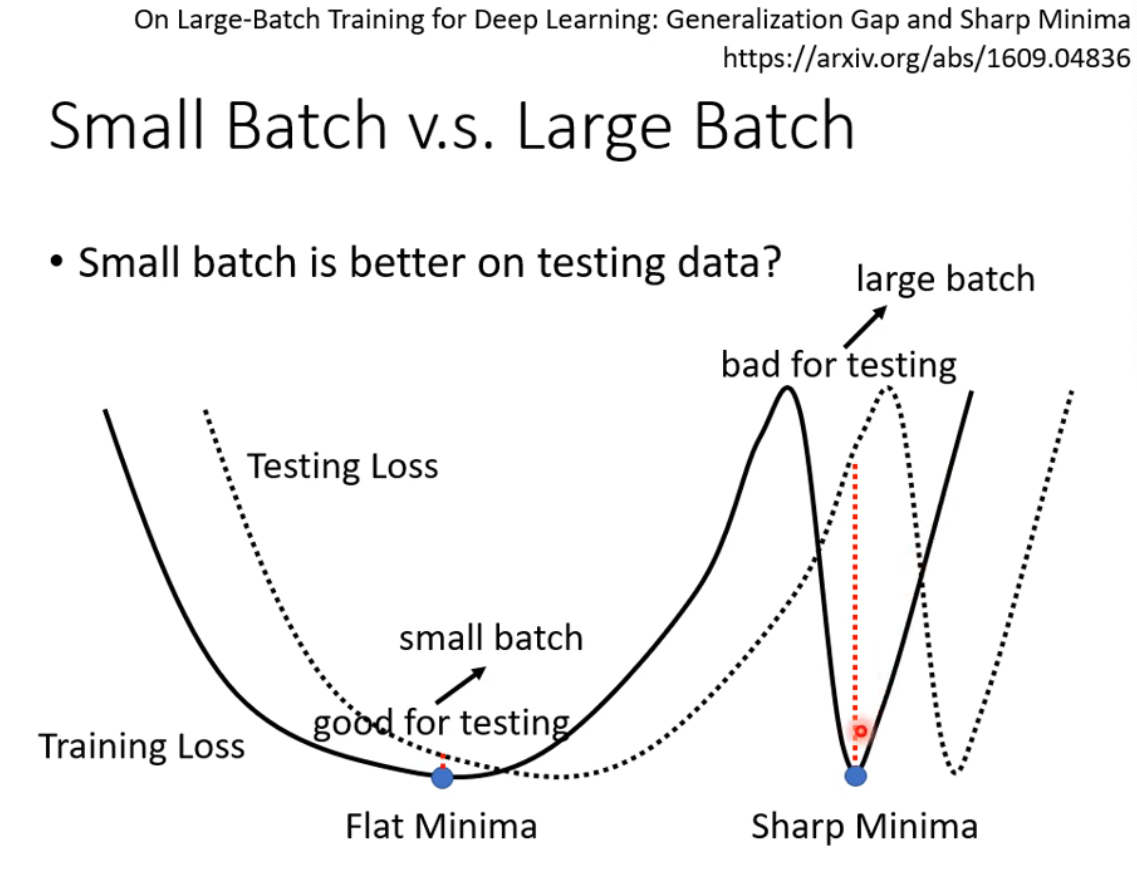 On Large-Batch Training for Deep Learning: Generalization Gap and Sharp Minima
https://arxiv.org/abs/1609.04836
Small Batch v.s. Large Batch
• Small batch is better on testing data?
large batch
bad for testing
Testing Loss
small batch
good for testing
Training Loss
Flat Minima
Sharp Minima